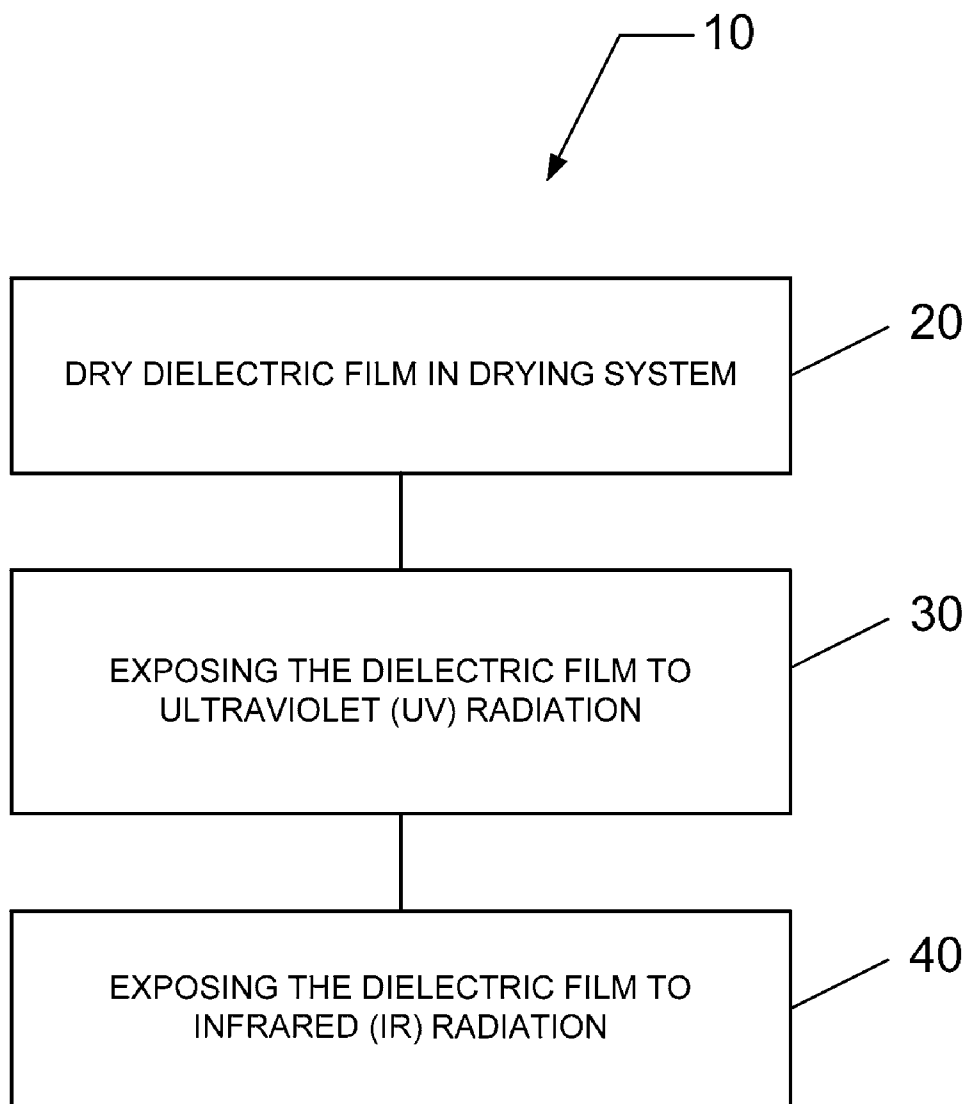 10
DRY DIELECTRIC FILM IN DRYING SYSTEM
20
EXPOSING THE DIELECTRIC FILM TO
ULTRAVIOLET (UV) RADIATION
30
EXPOSING THE DIELECTRIC FILM TO
INFRARED (IR) RADIATION
40